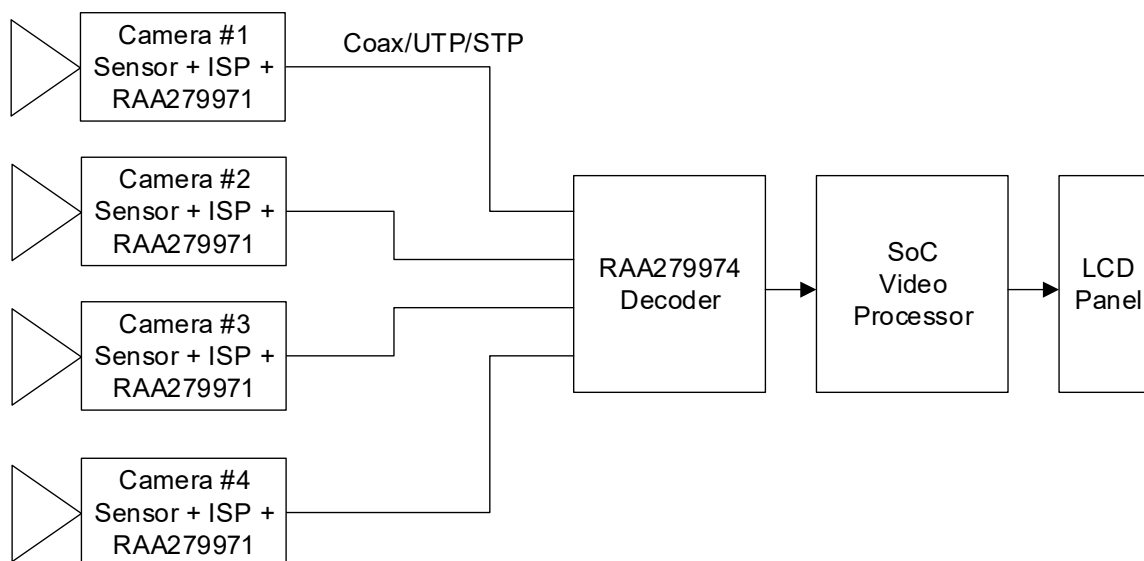 Camera #1
Sensor + ISP +
RAA279971
Coax/UTP/STP
Camera #2
Sensor + ISP +
RAA279971
Camera #3
Sensor + ISP +
RAA279971
Camera #4
Sensor + ISP +
RAA279971
RAA279974
Decoder
SoC
Video
Processor
LCD
Panel